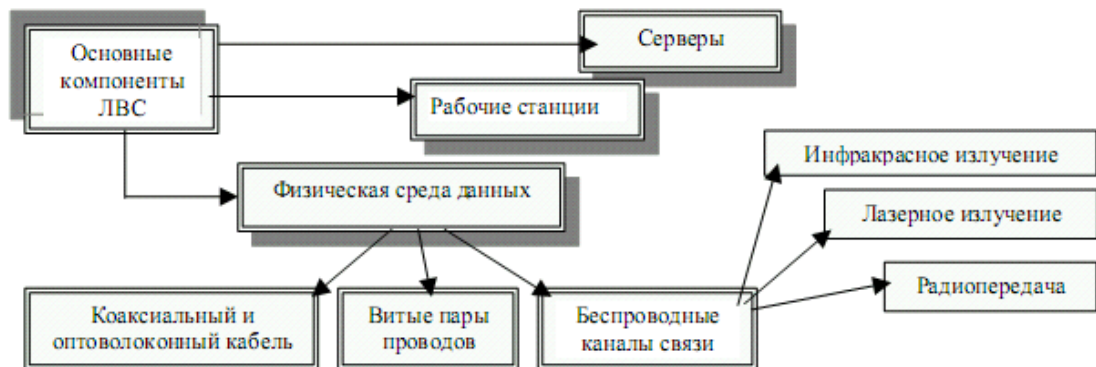 Основные
компоненты
ЛВС
Серверы
Рабочие станции
Физическая среда данных
Инфракрасное излучение
Лазерное излучение
Радиопередача
Коаксиальный и
оптоволоконный кабель
Витые пары
проводов
Беспроводные
каналы связи